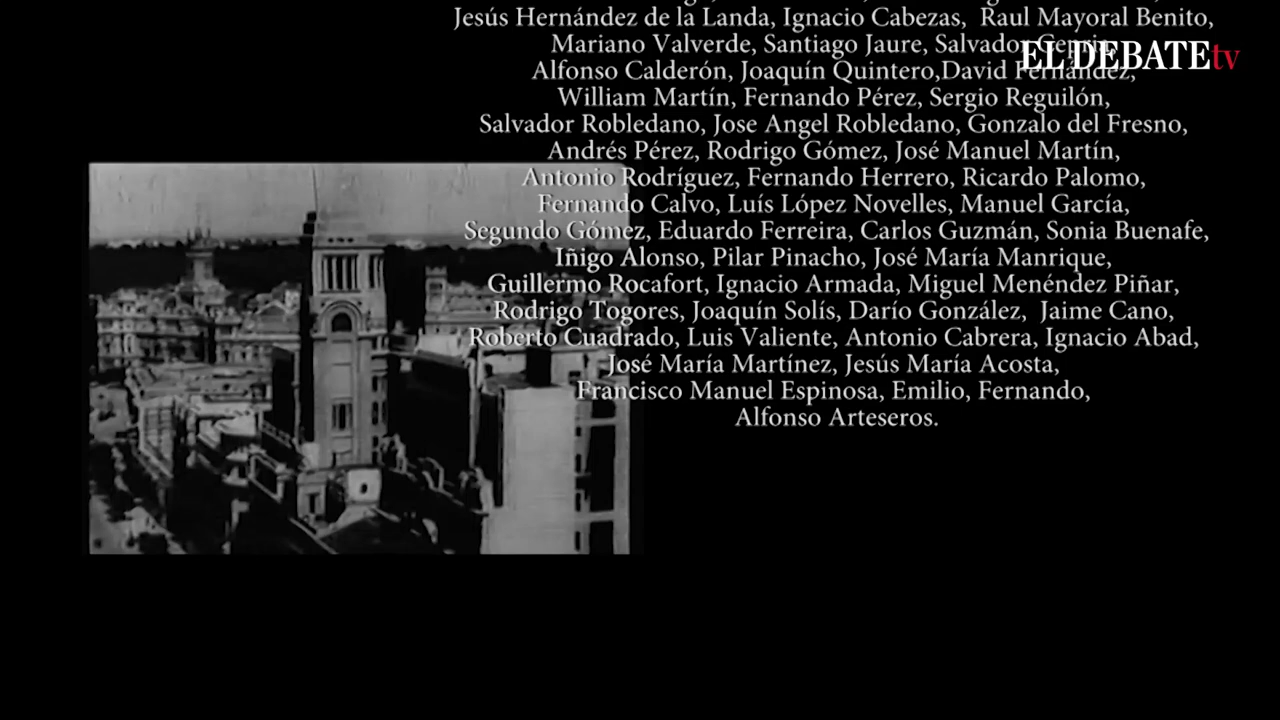 Jesús Hernández de la Landa, Ignacio Cabezas, Raul Mayoral Benito,
Mariano Valverde, Santiago Jaure, Salvador
EL DEBATE tv
Alfonso Calderón, Joaquín Quintero,David Fernández,
William Martín, Fernando Pérez, Sergio Reguilón,
Salvador Robledano, Jose Angel Robledano, Gonzalo del Fresno,
Andrés Pérez, Rodrigo Gómez, José Manuel Martín,
Antonio Rodríguez, Fernando Herrero, Ricardo Palomo,
Fernando Calvo, Luís López Novelles, Manuel García,
Segundo Gómez, Eduardo Ferreira, Carlos Guzmán, Sonia Buenafe,
Iñigo Alonso, Pilar Pinacho, José María Manrique,
Guillermo Rocafort, Ignacio Armada, Miguel Menéndez Piñar,
Rodrigo Togores, Joaquín Solís, Darío González, Jaime Cano,
Roberto Cuadrado, Luis Valiente, Antonio Cabrera, Ignacio Abad,
José María Martínez, Jesús María Acosta,
Francisco Manuel Espinosa, Emilio, Fernando,
Alfonso Arteseros.